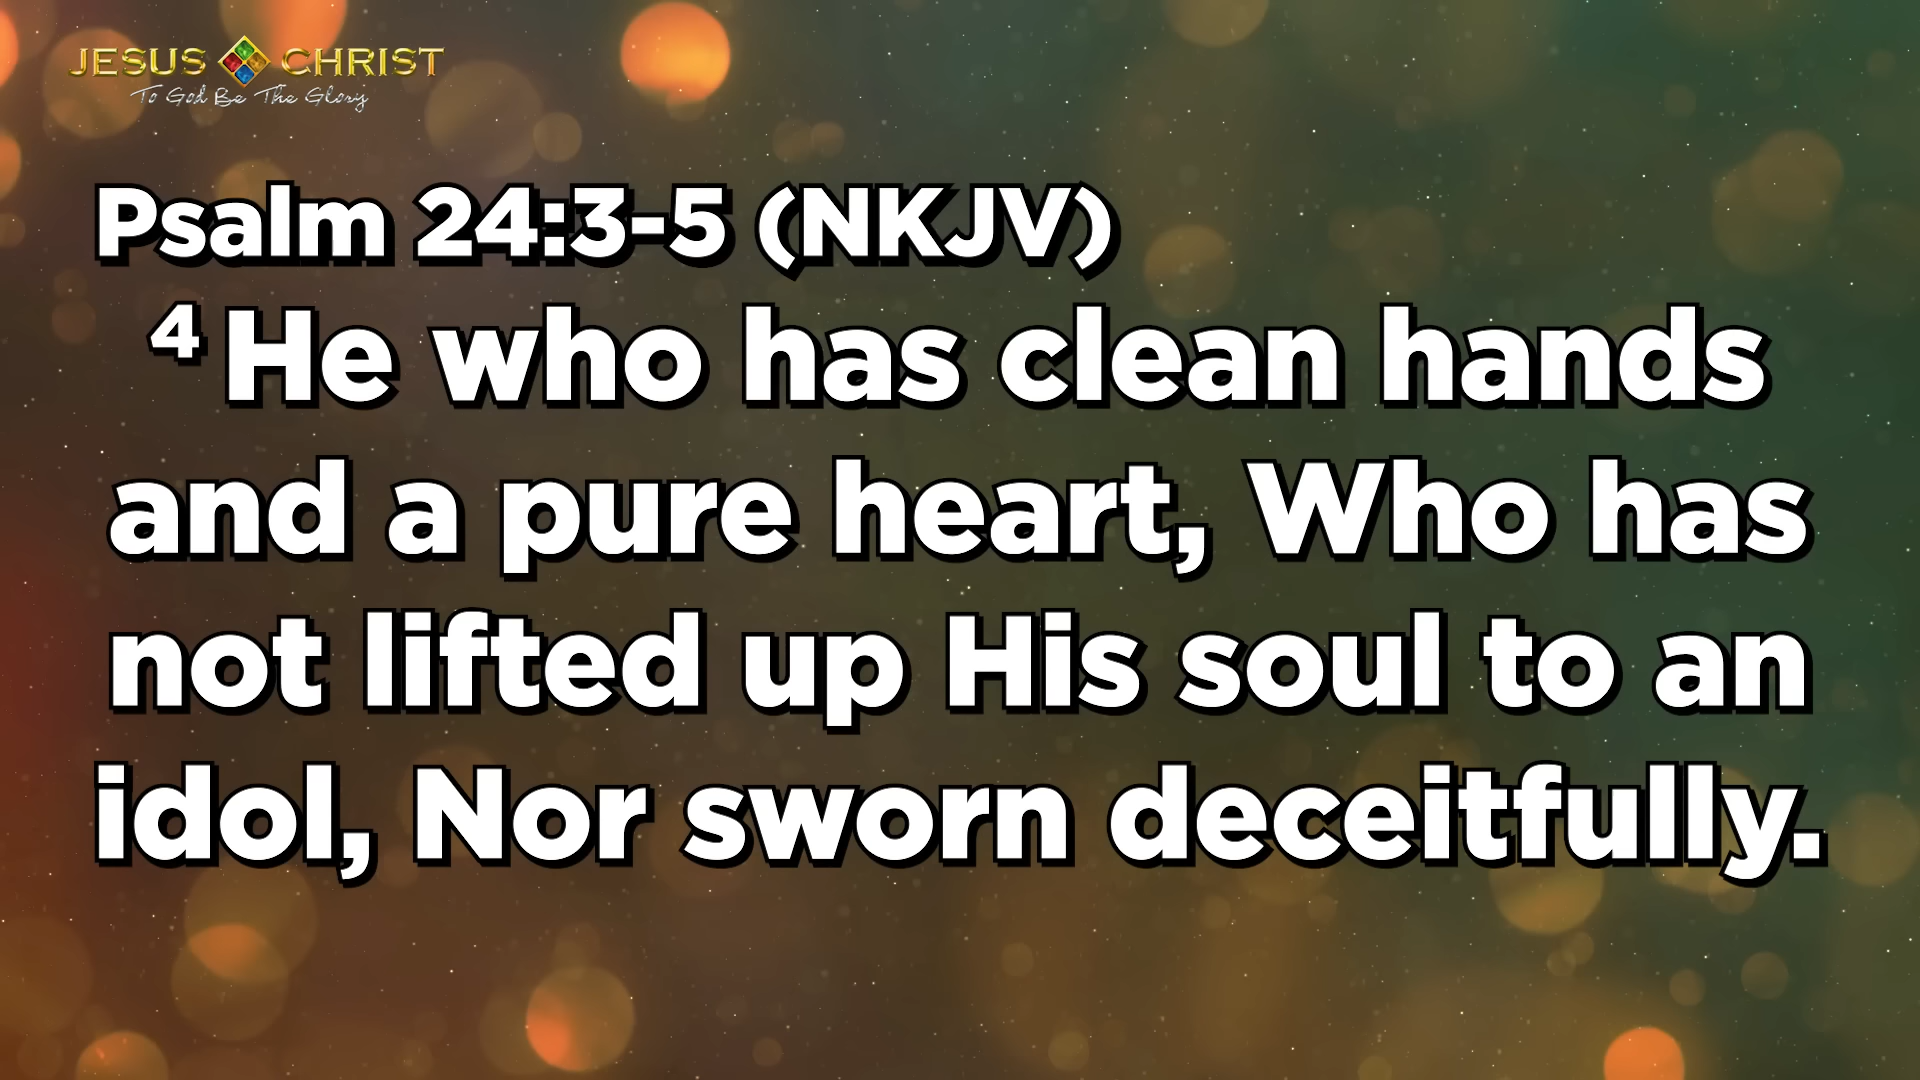 JESUS CHRIST
To God Be The Glory
Psalm 24:3-5 (NKJV)
⁴ He who has clean hands
and a pure heart, Who has
not lifted up His soul to an
idol, Nor sworn deceitfully.